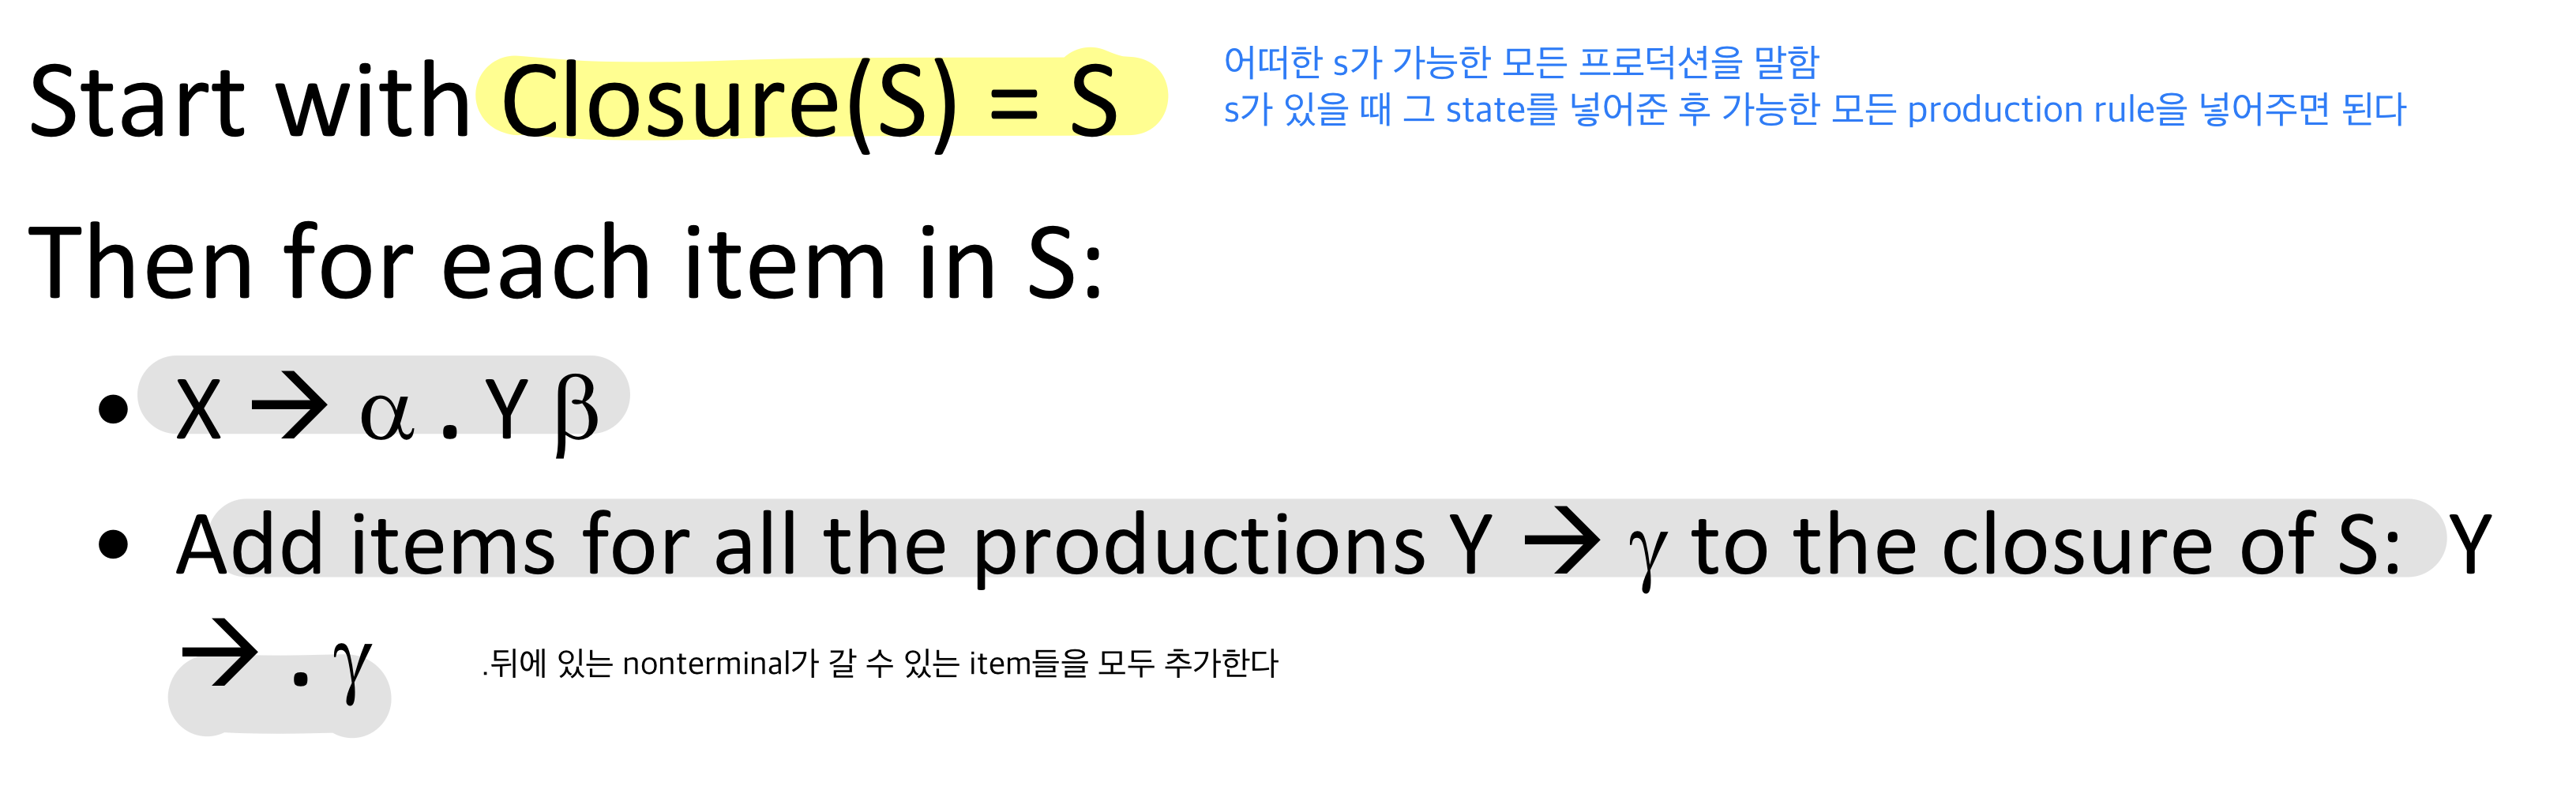 Start with Closure(S) = S
어떠한 s가 가능한 모든 프로덕션을 말함
s가 있을 때 그 state를 넣어준 후 가능한 모든 production rule을 넣어주면 된다
Then for each item in S:
• X → α . Y β
• Add items for all the productions Y → γ to the closure of S: Y
→ . γ
.뒤에 있는 nonterminal가 갈 수 있는 item들을 모두 추가한다